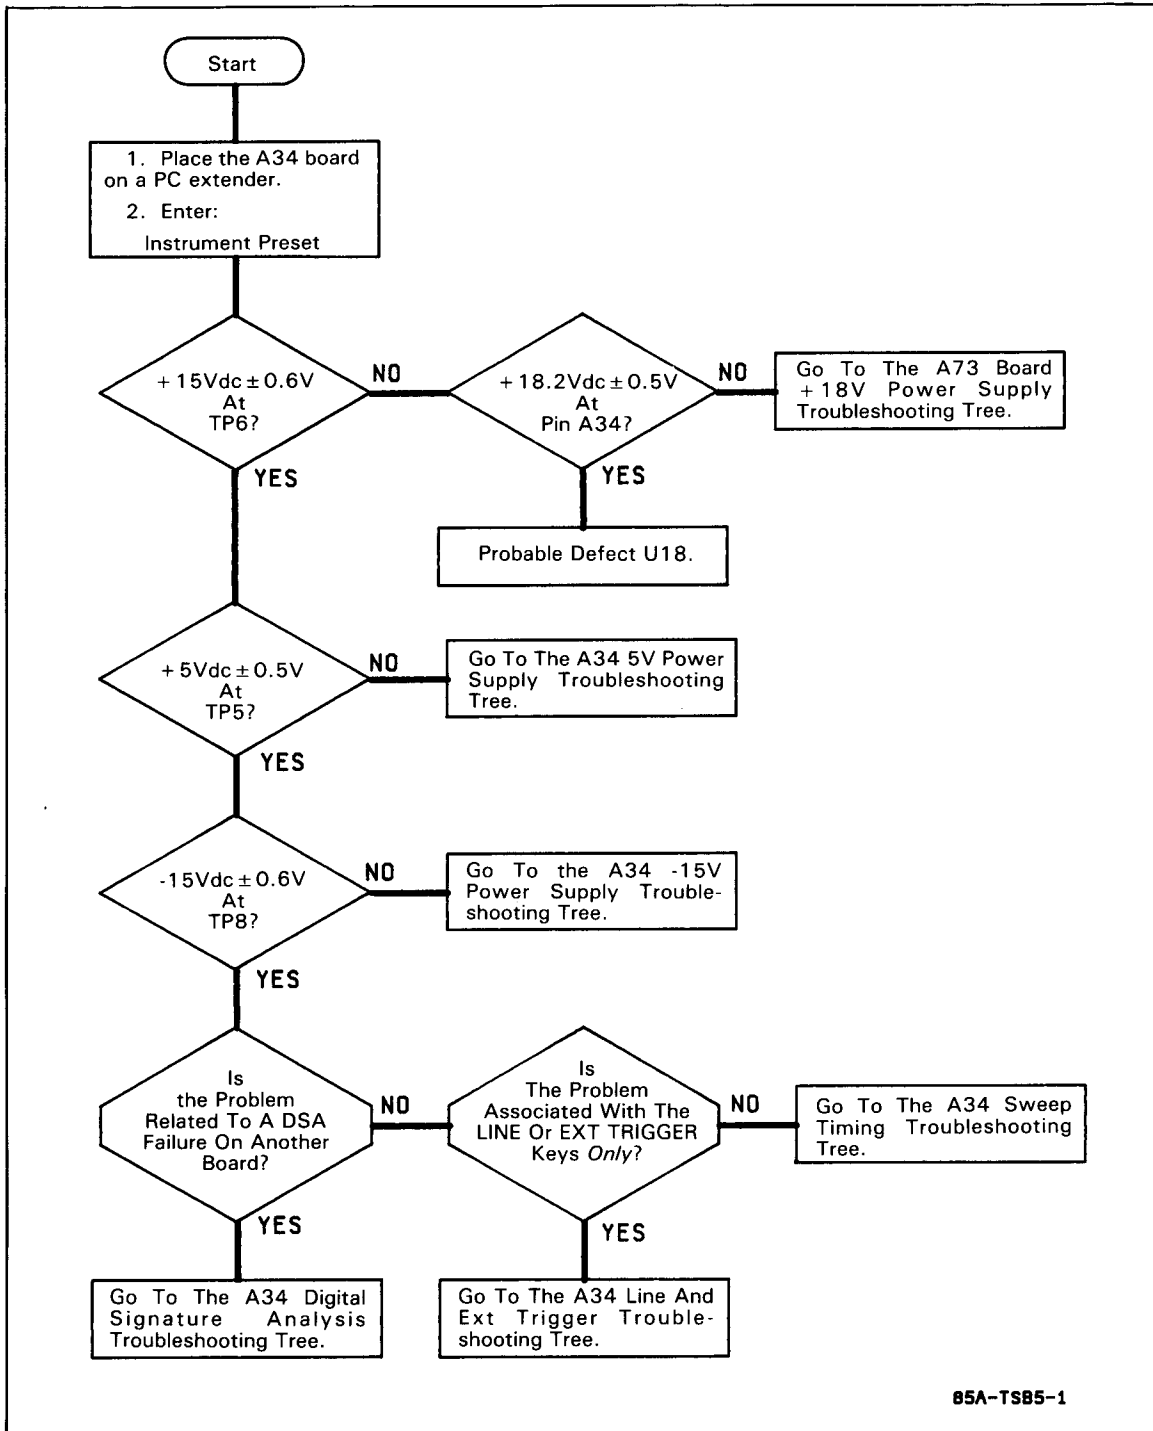 Start
1. Place the A34 board
on a PC extender.
2. Enter:
Instrument Preset
+15Vdc±0.6V
At
TP6?
NO
YES
+18.2Vdc±0.5V
At
Pin A34?
NO
YES
Go To The A73 Board
+18V Power Supply
Troubleshooting Tree.
Probable Defect U18.
+5Vdc±0.5V
At
TP5?
NO
YES
Go To The A34 5V Power
Supply Troubleshooting
Tree.
-15Vdc±0.6V
At
TP8?
NO
YES
Go To the A34 -15V
Power Supply Trouble-
shooting Tree.
Is
the Problem
Related To A DSA
Failure On Another
Board?
NO
YES
Is
The Problem
Associated With The
LINE Or EXT TRIGGER
Keys Only?
NO
YES
Go To The A34 Sweep
Timing Troubleshooting
Tree.
Go To The A34 Digital
Signature Analysis
Troubleshooting Tree.
Go To The A34 Line And
Ext Trigger Trouble-
shooting Tree.
85A-TSB5-1